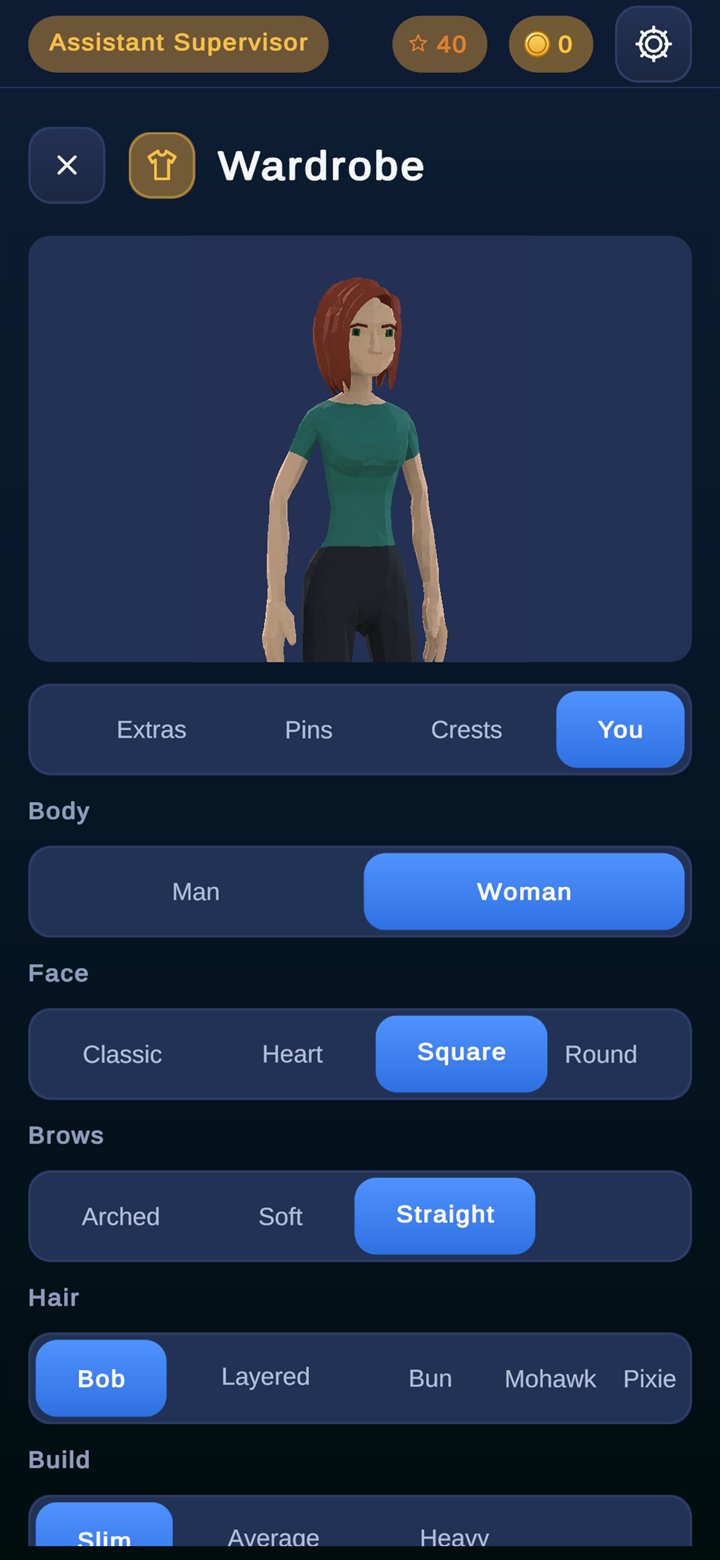 Assistant Supervisor 40 0
Wardrobe
Extras Pins Crests You
Body
Man Woman
Face
Classic Heart Square Round
Brows
Arched Soft Straight
Hair
Bob Layered Bun Mohawk Pixie
Build
Slim Average Heavy